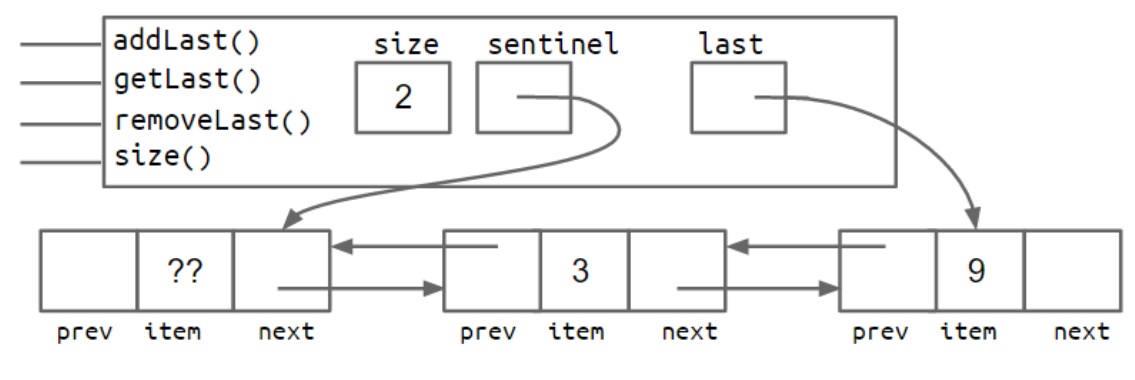 addLast()
getLast()
removeLast()
size()
size sentinel last
2
?? 3 9
prev item next prev item next prev item next